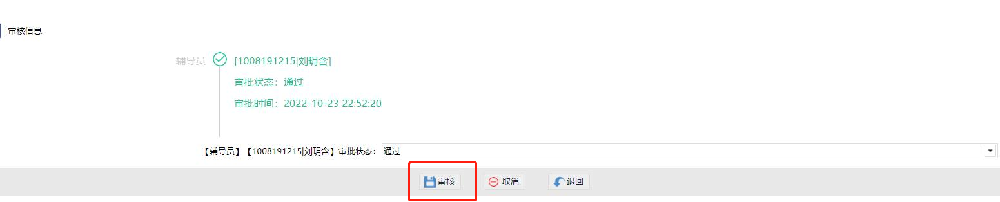 审核信息
辅导员 [1008191215|刘玥含]
审批状态：通过
审批时间：2022-10-23 22:52:20
【辅导员】【1008191215|刘玥含】审批状态： 通过
审核 取消 退回